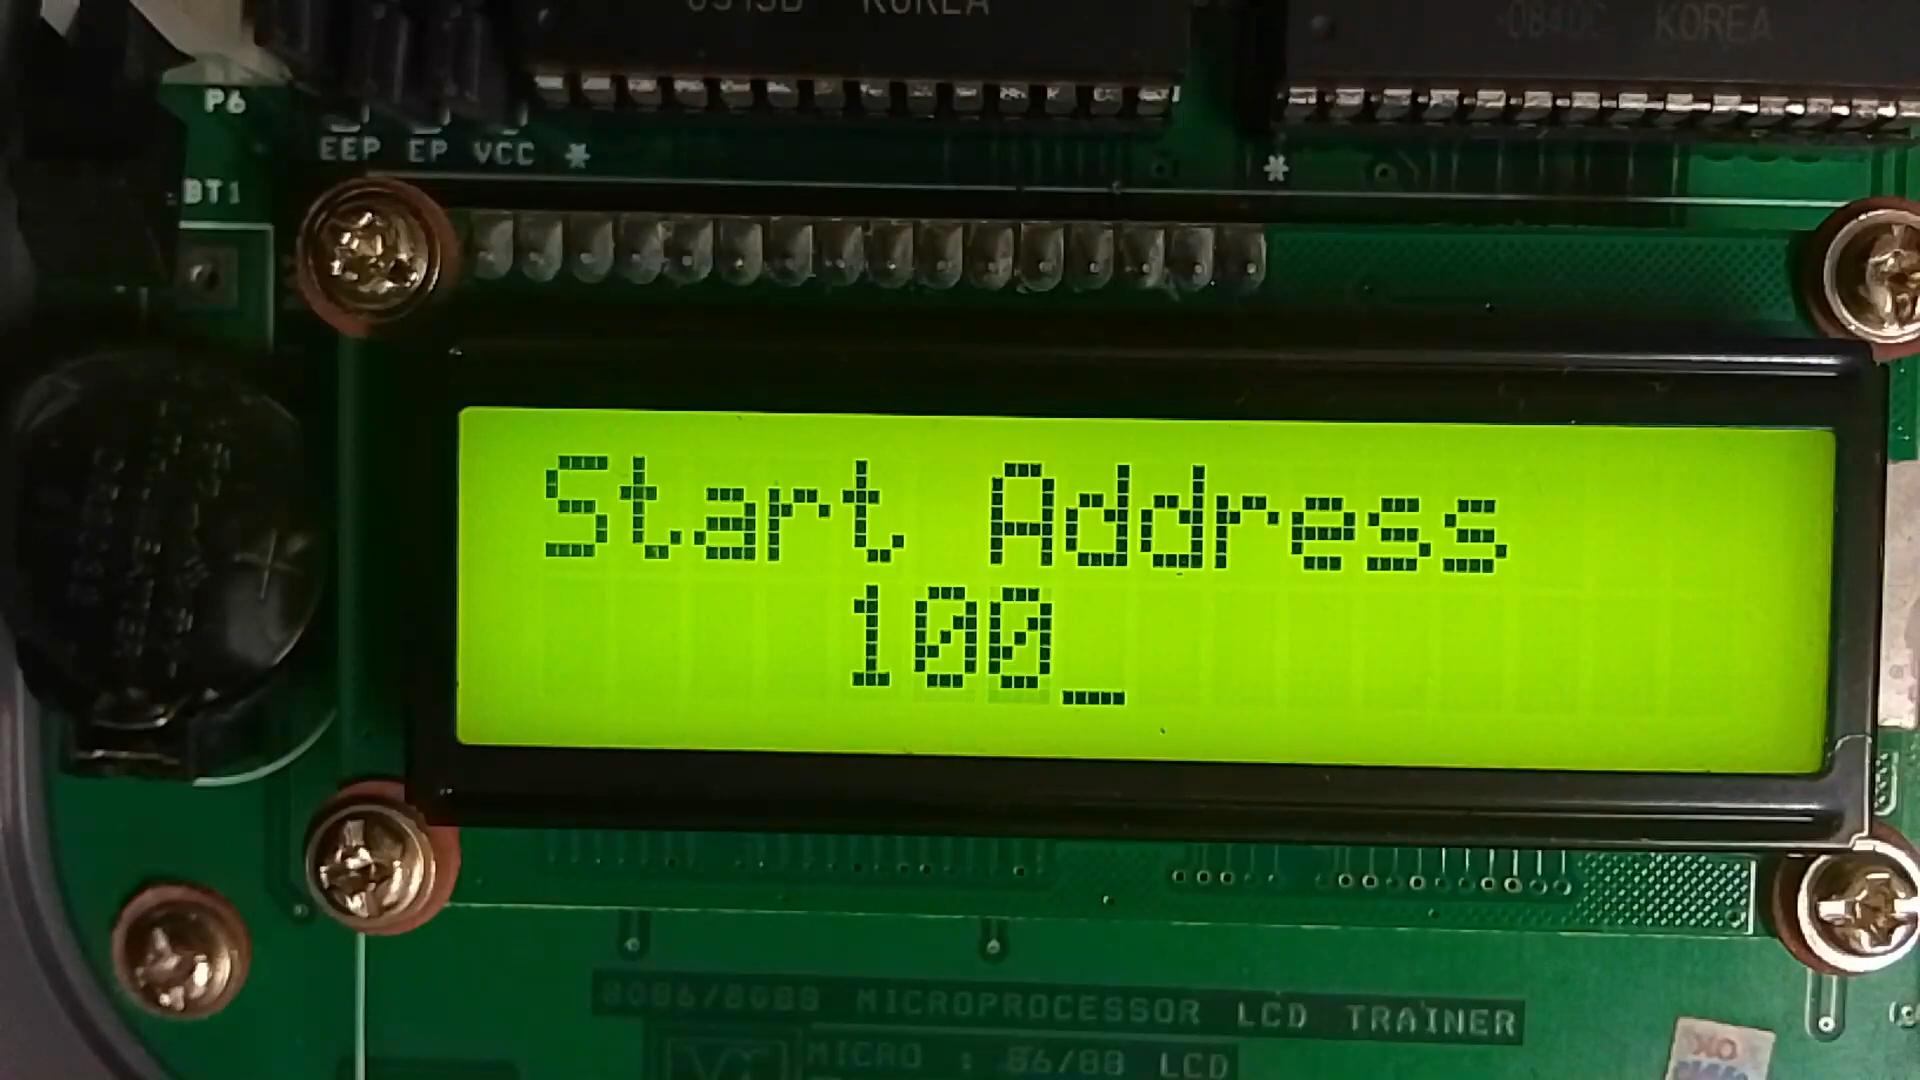 KOREA
KOREA
P6
EEP EP VCC *
*
BT1
Start Address
100_
8086/8088 MICROPROCESSOR LCD TRAINER
MICRO : 86/88 LCD